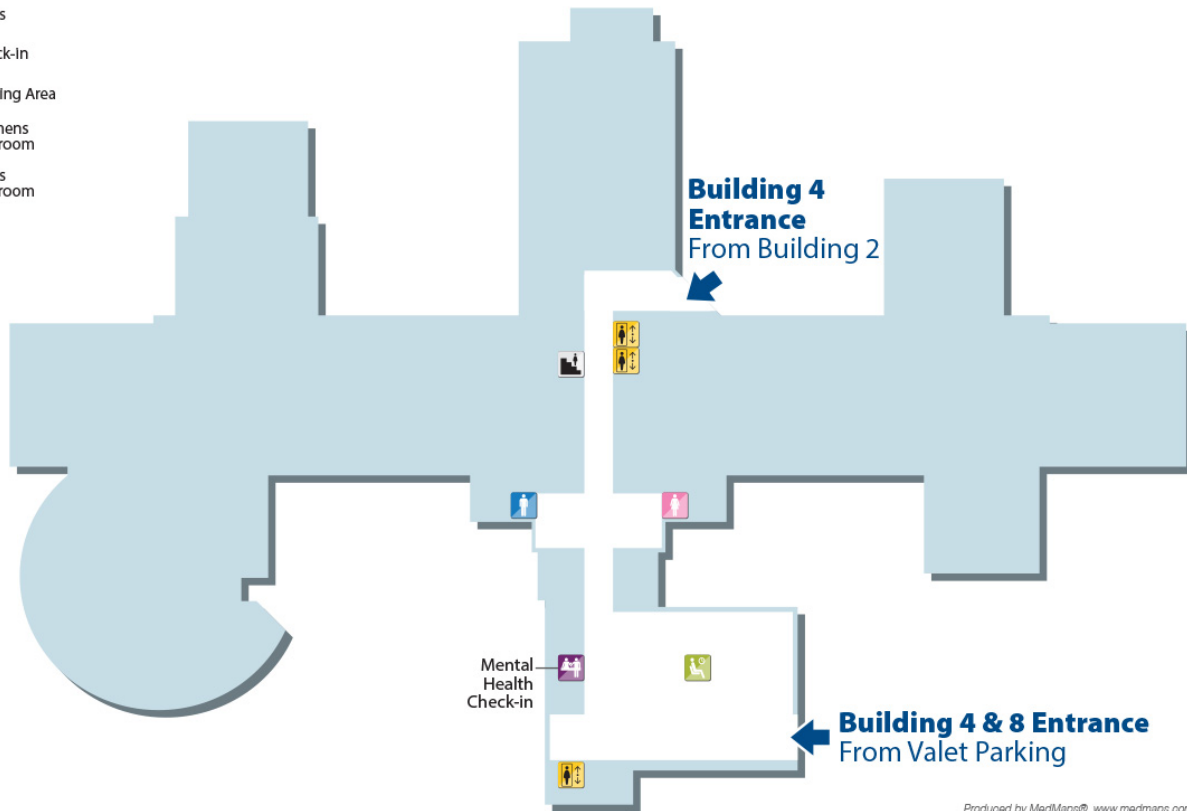 s
k-In
ing Area
mens
room
s
room
Building 4
Entrance
From Building 2
Mental
Health
Check-in
Building 4 & 8 Entrance
From Valet Parking
Produced by MedMaps®, www.medmaps.com